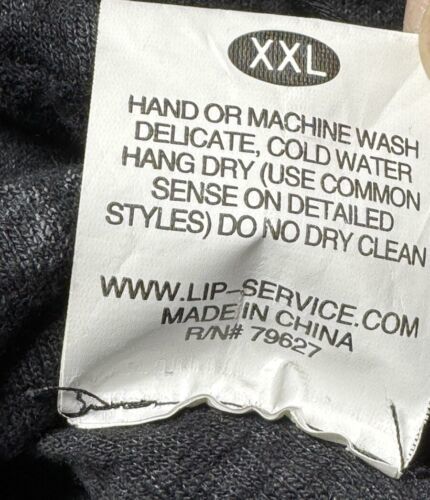 XXL
HAND OR MACHINE WASH
DELICATE, COLD WATER
HANG DRY (USE COMMON
SENSE ON DETAILED
STYLES) DO NO DRY CLEAN
WWW.LIP-SERVICE.COM
MADE IN CHINA
R/N# 79627